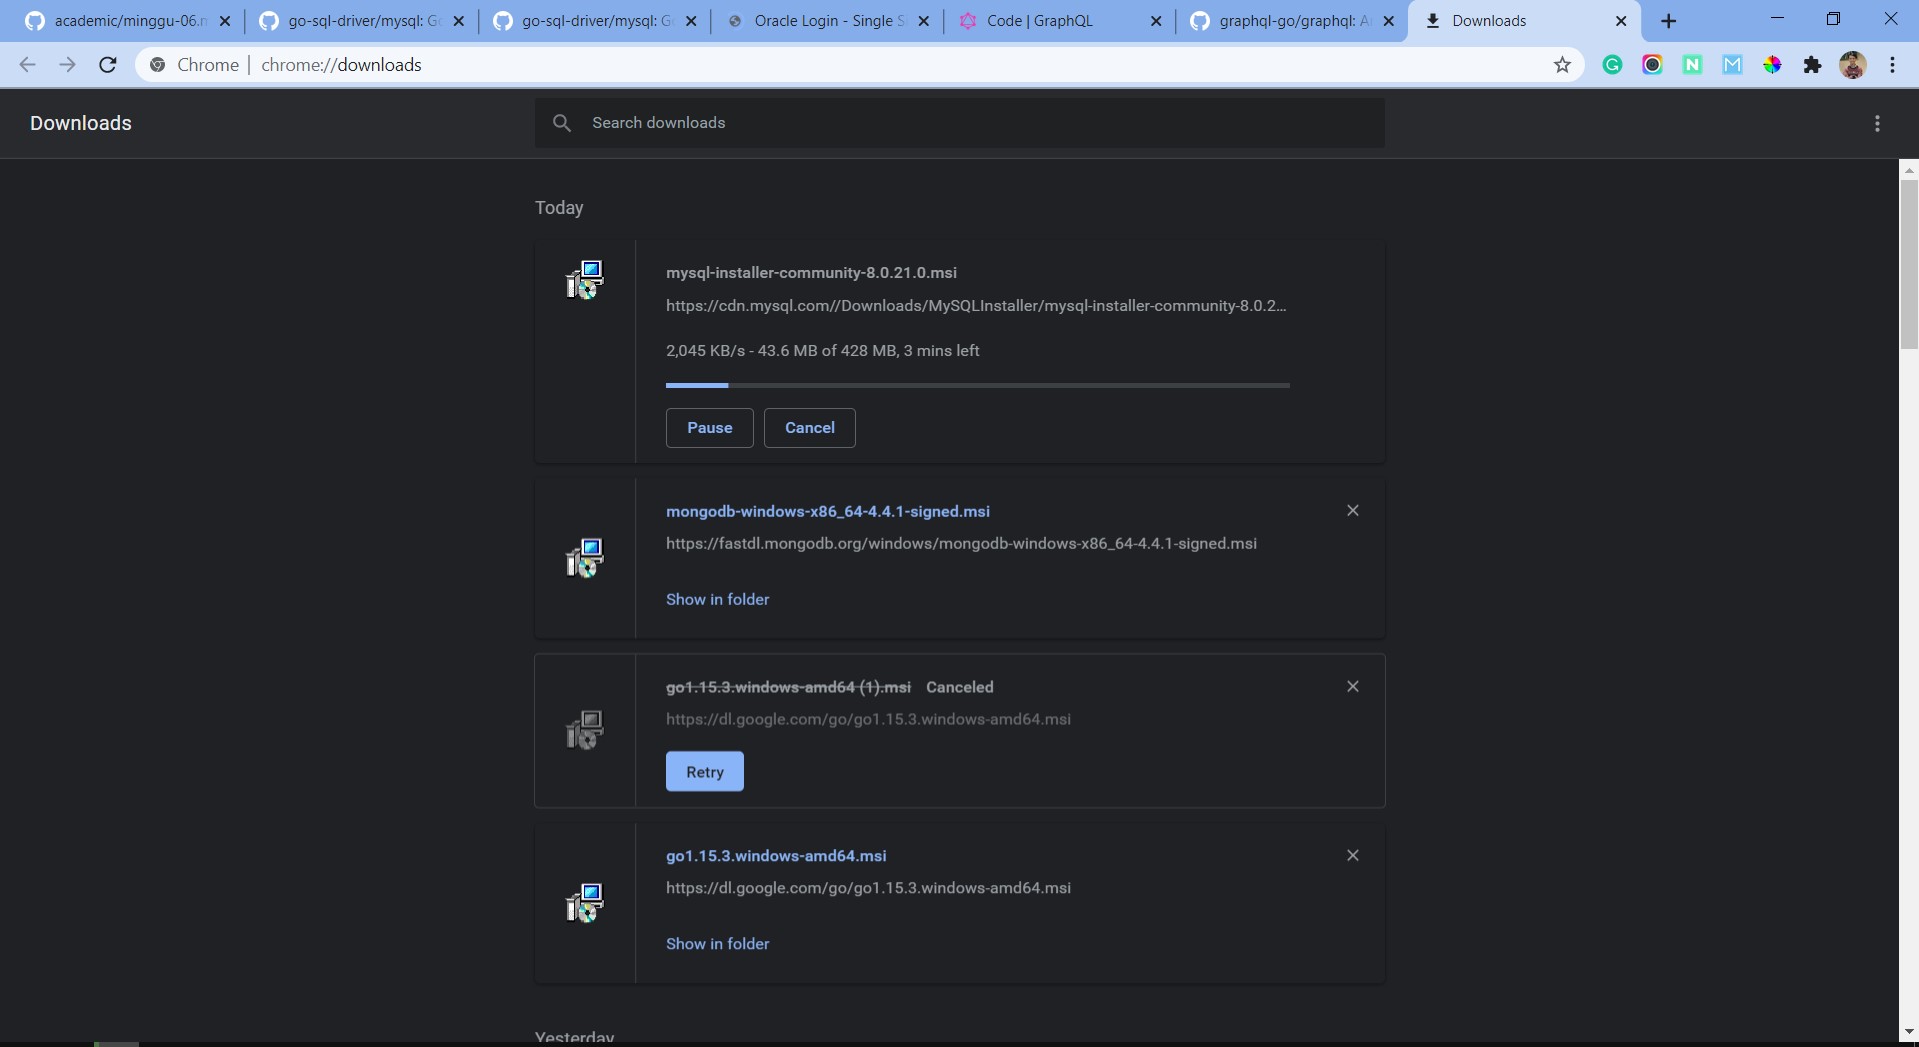 academic/minggu-06.m
go-sql-driver/mysql: Go
go-sql-driver/mysql: Go
Oracle Login - Single S
Code | GraphQL
graphql-go/graphql: A
Downloads
Chrome | chrome://downloads
Downloads
Search downloads
Today
mysql-installer-community-8.0.21.0.msi
https://cdn.mysql.com//Downloads/MySQLInstaller/mysql-installer-community-8.0.2...
2,045 KB/s - 43.6 MB of 428 MB, 3 mins left
Pause
Cancel
mongodb-windows-x86_64-4.4.1-signed.msi
https://fastdl.mongodb.org/windows/mongodb-windows-x86_64-4.4.1-signed.msi
Show in folder
go1.15.3.windows-amd64 (1).msi Canceled
https://dl.google.com/go/go1.15.3.windows-amd64.msi
Retry
go1.15.3.windows-amd64.msi
https://dl.google.com/go/go1.15.3.windows-amd64.msi
Show in folder
Yesterday